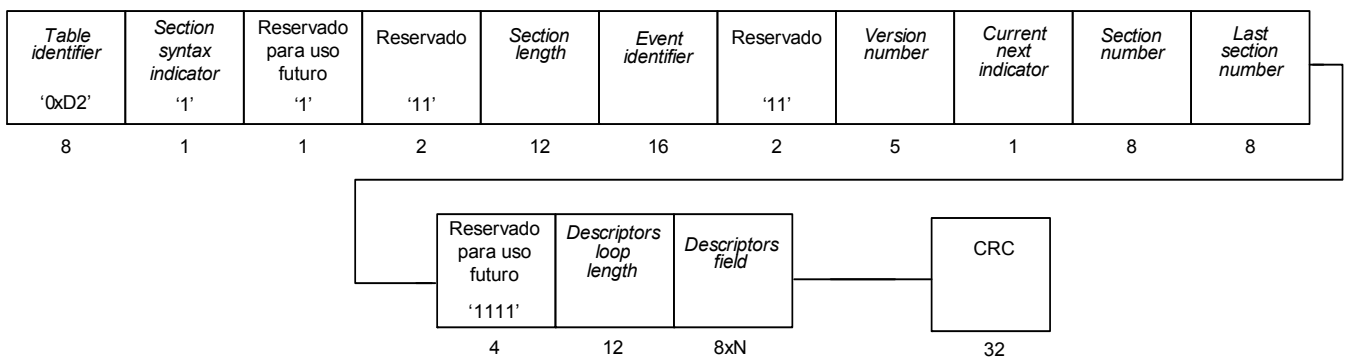 Table identifier
'0xD2'
Section syntax indicator
'1'
Reservado para uso futuro
'1'
Reservado
'11'
Section length
Event identifier
Reservado
'11'
Version number
Current next indicator
Section number
Last section number
8 1 1 2 12 16 2 5 1 8 8
Reservado para uso futuro
'1111'
Descriptors loop length
Descriptors field
CRC
4 12 8xN 32